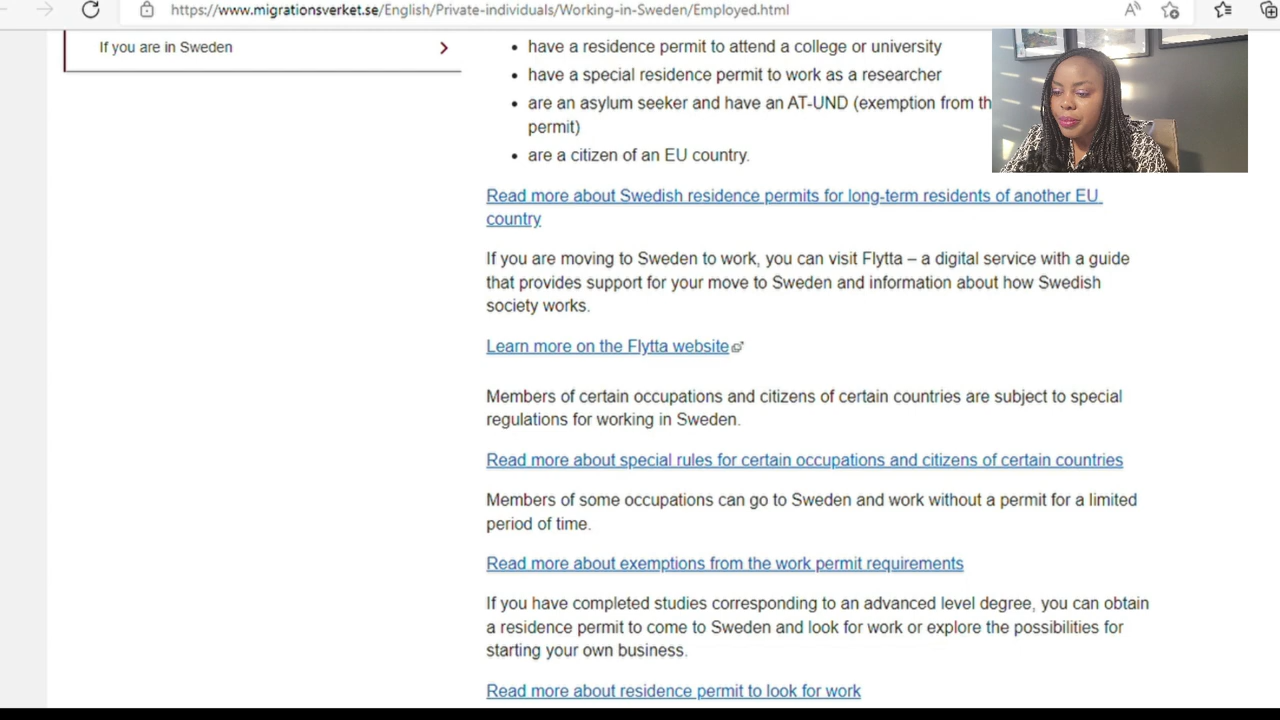 https://www.migrationsverket.se/English/Private-individuals/Working-in-Sweden/Employed.html
If you are in Sweden
have a residence permit to attend a college or university
have a special residence permit to work as a researcher
are an asylum seeker and have an AT-UND (exemption from th
permit)
are a citizen of an EU country.
Read more about Swedish residence permits for long-term residents of another EU
country
If you are moving to Sweden to work, you can visit Flytta – a digital service with a guide
that provides support for your move to Sweden and information about how Swedish
society works.
Learn more on the Flytta website
Members of certain occupations and citizens of certain countries are subject to special
regulations for working in Sweden.
Read more about special rules for certain occupations and citizens of certain countries
Members of some occupations can go to Sweden and work without a permit for a limited
period of time.
Read more about exemptions from the work permit requirements
If you have completed studies corresponding to an advanced level degree, you can obtain
a residence permit to come to Sweden and look for work or explore the possibilities for
starting your own business.
Read more about residence permit to look for work